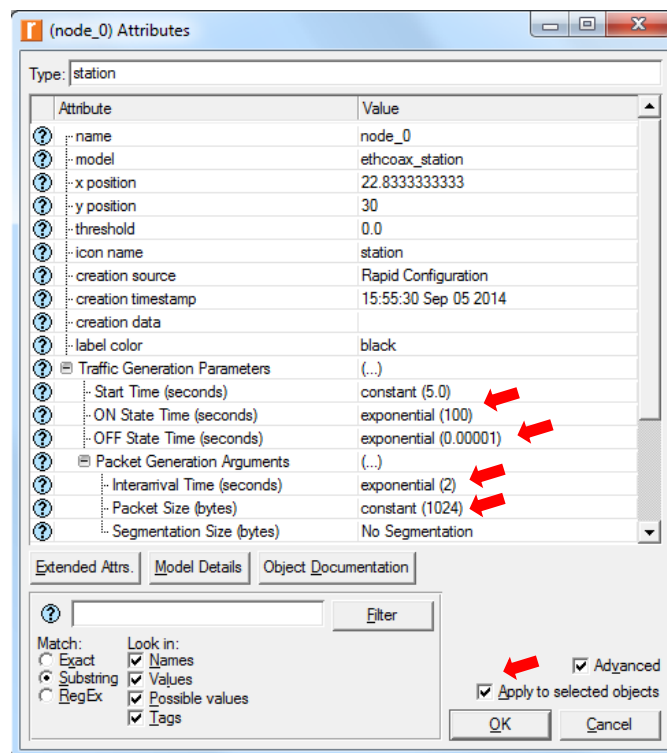 (node_0) Attributes
Type: station
Attribute Value
name node_0
model ethcoax_station
x position 22.8333333333
y position 30
threshold 0.0
icon name station
creation source Rapid Configuration
creation timestamp 15:55:30 Sep 05 2014
creation data
label color black
Traffic Generation Parameters (...)
Start Time (seconds) constant (5.0)
ON State Time (seconds) exponential (100)
OFF State Time (seconds) exponential (0.00001)
Packet Generation Arguments (...)
Interarrival Time (seconds) exponential (2)
Packet Size (bytes) constant (1024)
Segmentation Size (bytes) No Segmentation
Extended Attrs. Model Details Object Documentation
Filter
Match: Look in:
Exact Names
Substring Values
RegEx Possible values
Tags
Advanced
Apply to selected objects
OK Cancel